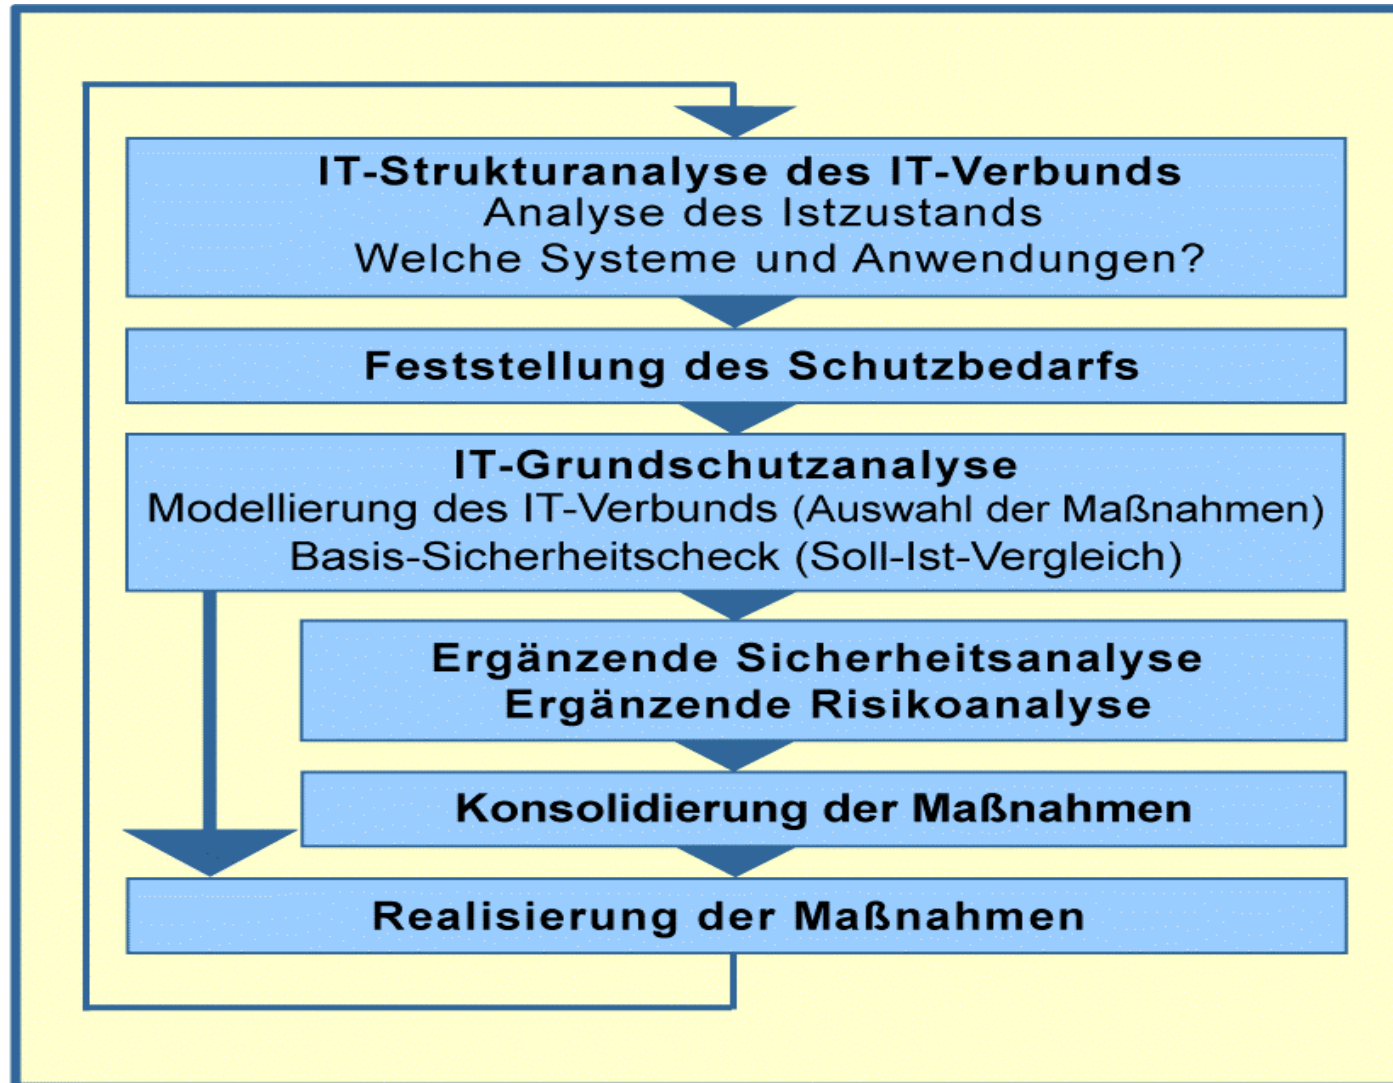 IT-Strukturanalyse des IT-Verbunds
Analyse des Istzustands
Welche Systeme und Anwendungen?
Feststellung des Schutzbedarfs
IT-Grundschutzanalyse
Modellierung des IT-Verbunds (Auswahl der Maßnahmen)
Basis-Sicherheitscheck (Soll-Ist-Vergleich)
Ergänzende Sicherheitsanalyse
Ergänzende Risikoanalyse
Konsolidierung der Maßnahmen
Realisierung der Maßnahmen